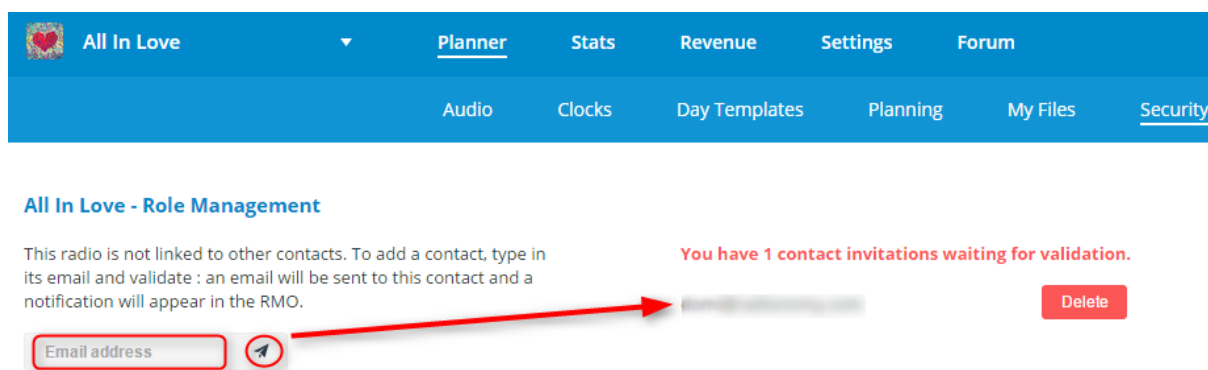 All In Love
Planner Stats Revenue Settings Forum
Audio Clocks Day Templates Planning My Files Security
All In Love - Role Management
This radio is not linked to other contacts. To add a contact, type in
its email and validate : an email will be sent to this contact and a
notification will appear in the RMO.
Email address
You have 1 contact invitations waiting for validation.
Delete